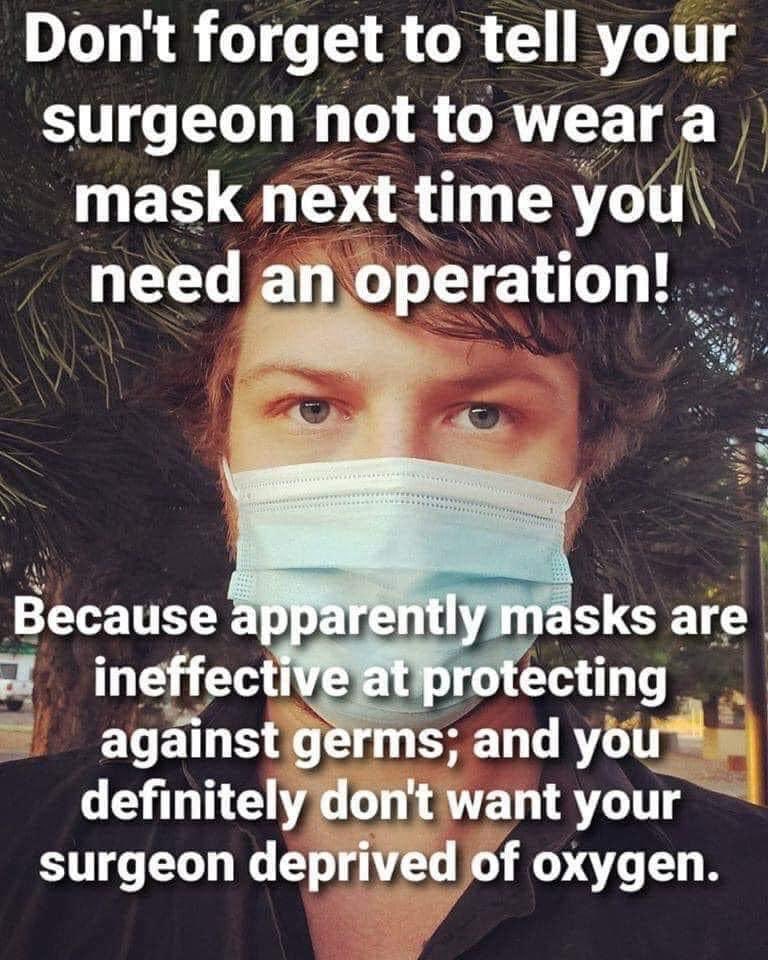 Don't forget to tell your
surgeon not to wear a
mask next time you
need an operation!
Because apparently masks are
ineffective at protecting
against germs; and you
definitely don't want your
surgeon deprived of oxygen.